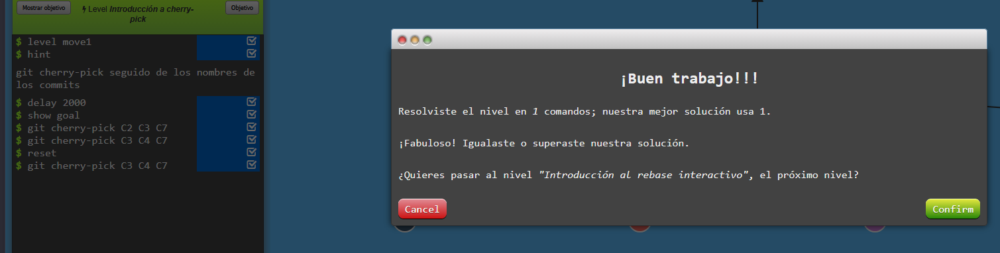 Mostrar objetivo
Level Introducción a cherry-
pick
Objetivo
$ level move1
$ hint
git cherry-pick seguido de los nombres de
los commits
$ delay 2000
$ show goal
$ git cherry-pick C2 C3 C7
$ git cherry-pick C3 C4 C7
$ reset
$ git cherry-pick C3 C4 C7
¡Buen trabajo!!!
Resolviste el nivel en 1 comandos; nuestra mejor solución usa 1.
¡Fabuloso! Igualaste o superaste nuestra solución.
¿Quieres pasar al nivel "Introducción al rebase interactivo", el próximo nivel?
Cancel
Confirm